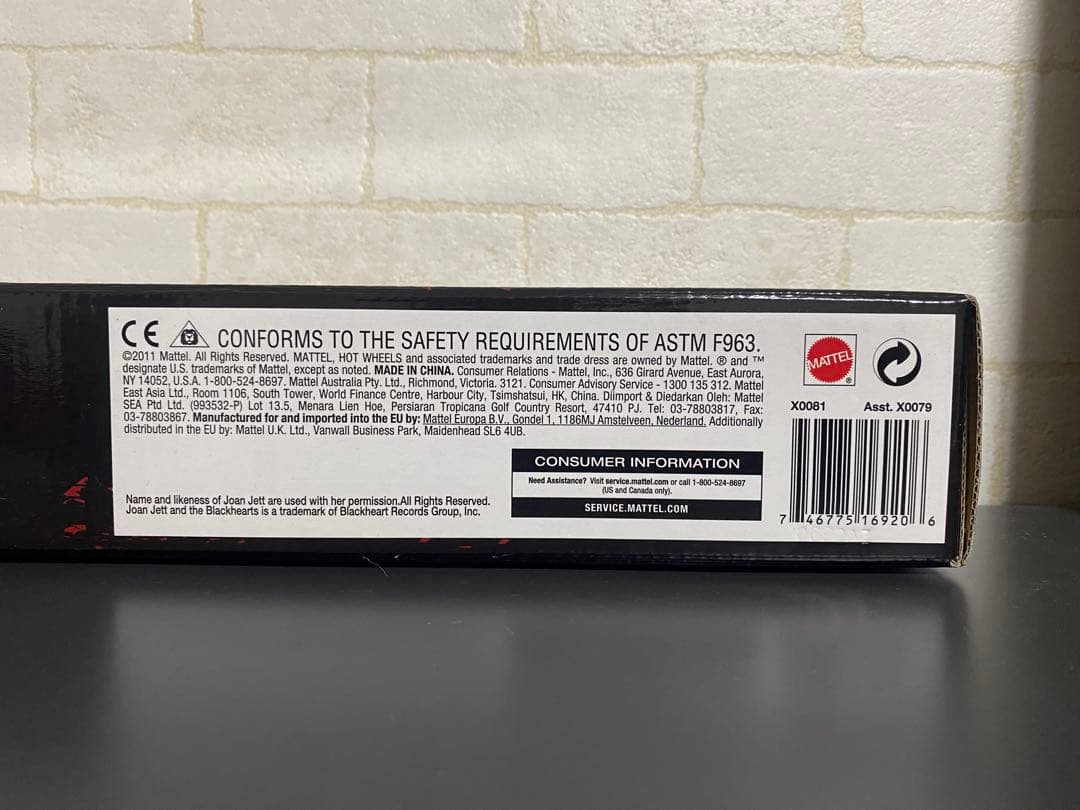 CE CONFORMS TO THE SAFETY REQUIREMENTS OF ASTM F963.
©2011 Mattel. All Rights Reserved. MATTEL, HOT WHEELS and associated trademarks and trade dress are owned by Mattel. ® and ™
designate U.S. trademarks of Mattel, except as noted. MADE IN CHINA. Consumer Relations - Mattel, Inc., 636 Girard Avenue, East Aurora,
NY 14052, U.S.A. 1-800-524-8697. Mattel Australia Pty. Ltd., Richmond, Victoria. 3121. Consumer Advisory Service - 1300 135 312. Mattel
East Asia Ltd., Room 1106, South Tower, World Finance Centre, Harbour City, Tsimshatsui, HK, China. Diimport & Diedarkan Oleh: Mattel
SEA Ptd Ltd. (993532-P) Lot 13.5, Menara Lien Hoe, Persiaran Tropicana Golf Country Resort, 47410 PJ. Tel: 03-78803817, Fax:
03-78803867. Manufactured for and imported into the EU by: Mattel Europa B.V., Gondel 1, 1186MJ Amstelveen, Nederland. Additionally
distributed in the EU by: Mattel U.K. Ltd., Vanwall Business Park, Maidenhead SL6 4UB.
Name and likeness of Joan Jett are used with her permission.All Rights Reserved.
Joan Jett and the Blackhearts is a trademark of Blackheart Records Group, Inc.
CONSUMER INFORMATION
Need Assistance? Visit service.mattel.com or call 1-800-524-8697
(US and Canada only).
SERVICE.MATTEL.COM
MATTEL ®
X0081 Asst. X0079
7 46775 16920 6